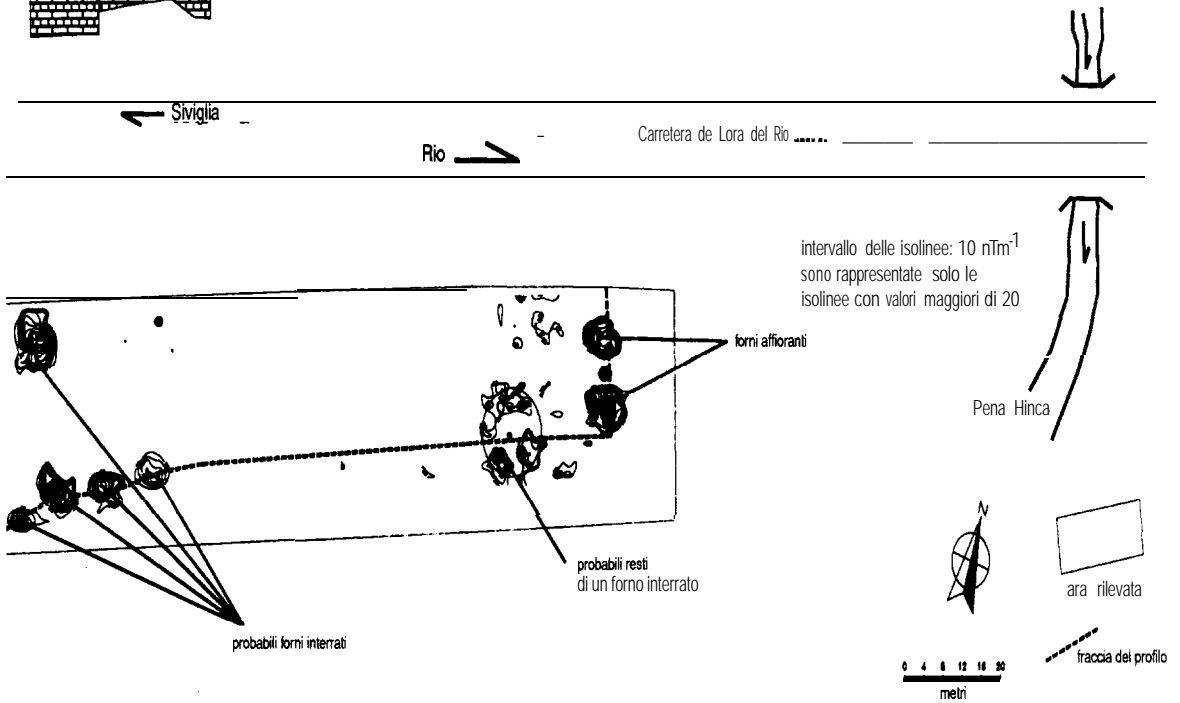 Siviglia
Rio
Carretera de Lora del Rio
intervallo delle isolinee: 10 nTm-1
sono rappresentate solo le
isolinee con valori maggiori di 20
forni affioranti
Pena Hinca
probabili resti
di un forno interrato
probabili forni interrati
N
ara rilevata
fraccia del profilo
0 4 8 12 16 20
metri